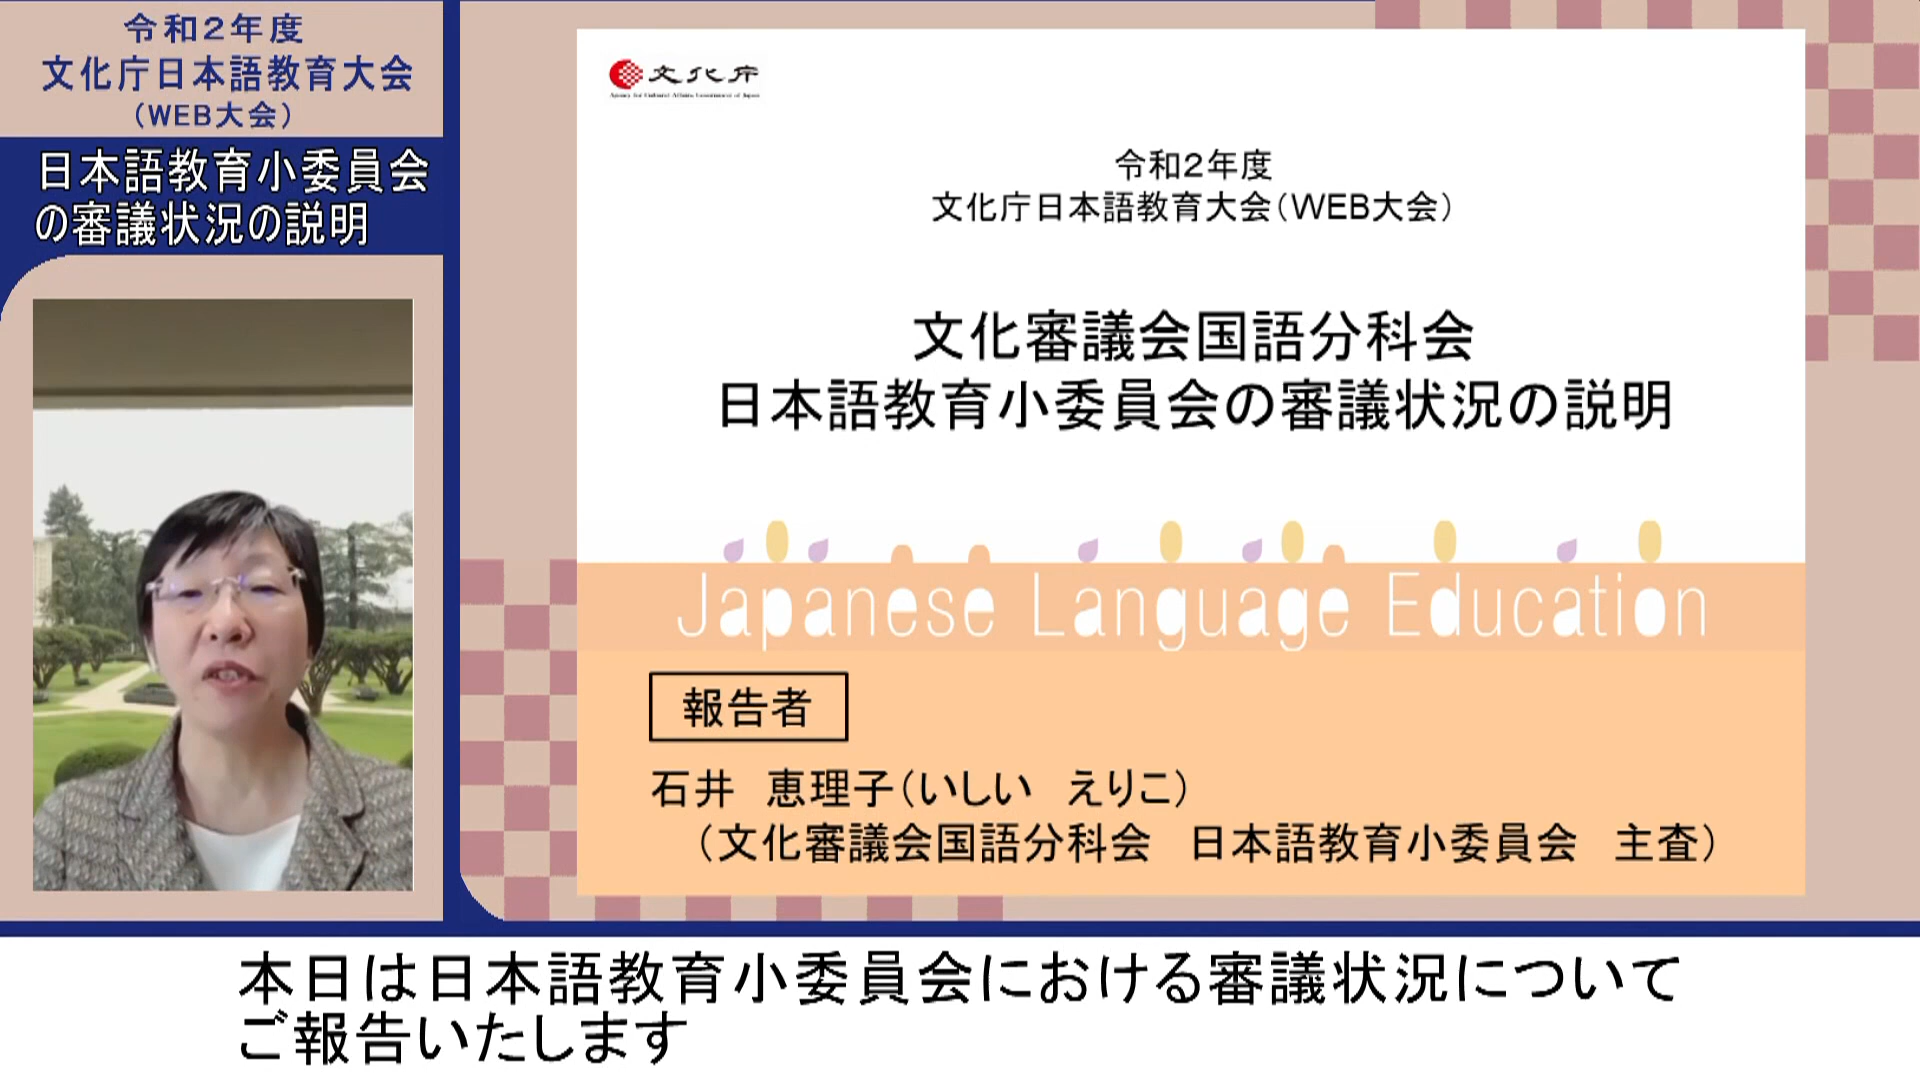 令和２年度
文化庁日本語教育大会
（WEB大会）
日本語教育小委員会
の審議状況の説明
文化庁
Agency for Cultural Affairs, Government of Japan
令和２年度
文化庁日本語教育大会（WEB大会）
文化審議会国語分科会
日本語教育小委員会の審議状況の説明
Japanese Language Education
報告者
石井　恵理子（いしい　えりこ）
（文化審議会国語分科会　日本語教育小委員会　主査）
本日は日本語教育小委員会における審議状況について
ご報告いたします